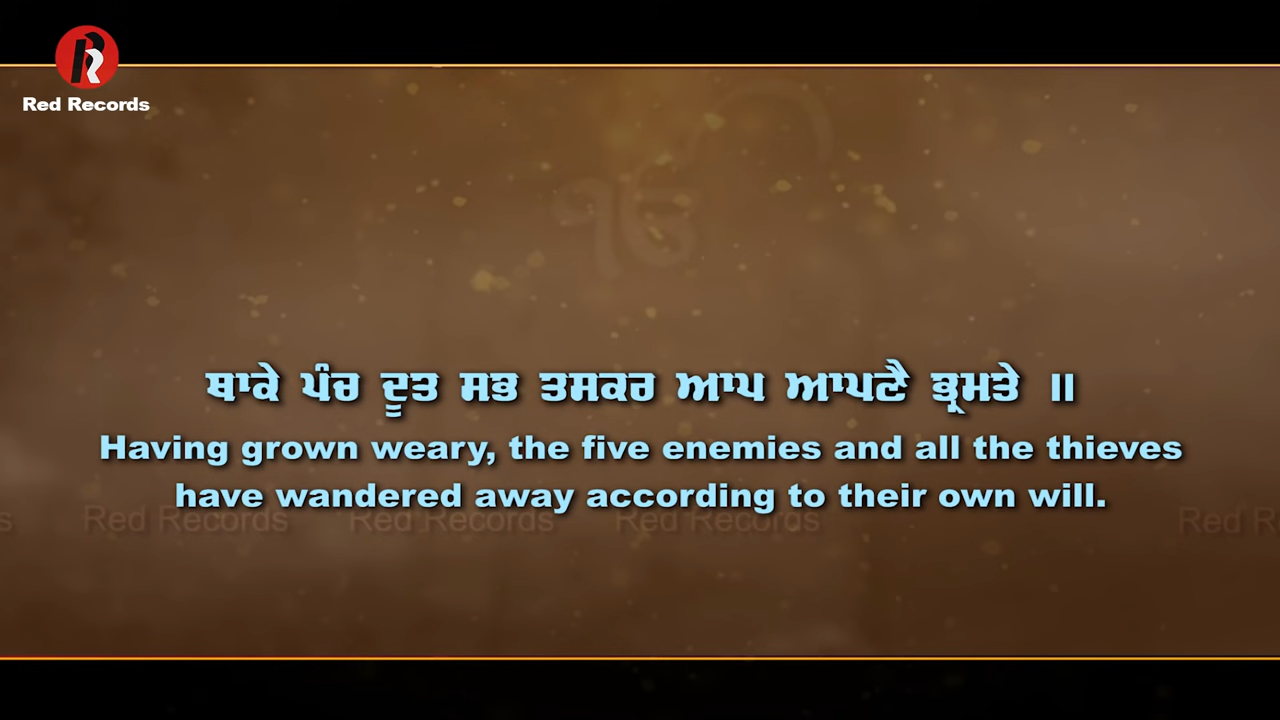 Red Records
ਥਾਕੇ ਪੰਚ ਦੂਤ ਸਭ ਤਸਕਰ ਆਪ ਆਪਣੈ ਭ੍ਰਮਤੇ ॥
Having grown weary, the five enemies and all the thieves
have wandered away according to their own will.
s Red Records Red Records Red Records Red R